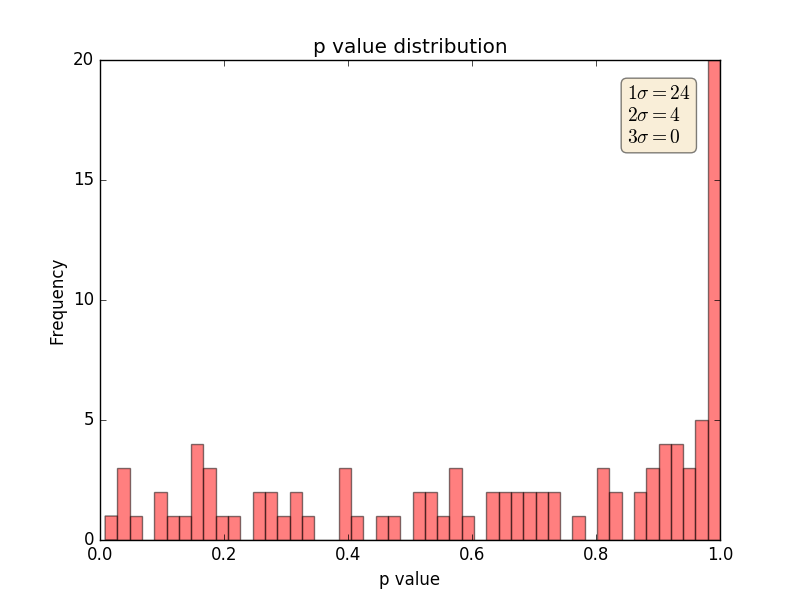 p value distribution
20
15
10
5
0
Frequency
1σ = 24
2σ = 4
3σ = 0
0.0 0.2 0.4 0.6 0.8 1.0
p value